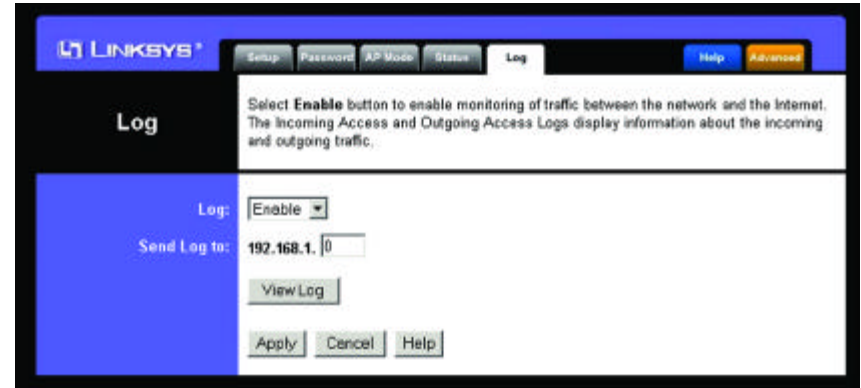 LINKSYS®
Setup Password AP Mode Status Log Help Advanced
Log
Select Enable button to enable monitoring of traffic between the network and the Internet.
The Incoming Access and Outgoing Access Logs display information about the incoming
and outgoing traffic.
Log: Enable
Send Log to: 192.168.1. 0
View Log
Apply Cancel Help